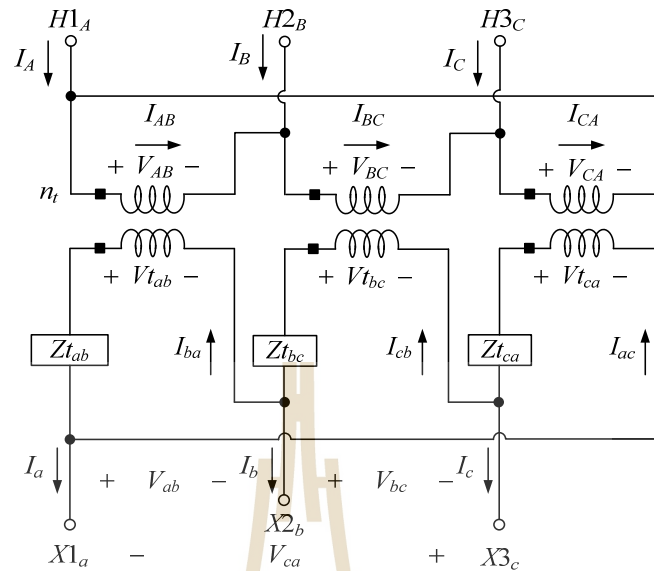 H1A H2B H3C
IA IB IC
IAB IBC ICA
+ VAB − + VBC − + VCA −
nt
+ Vtab − + Vtbc − + Vtca −
Ztab Iba Ztbc Icb Ztca Iac
Ia + Vab − Ib + Vbc − Ic
X2b
X1a − Vca + X3c